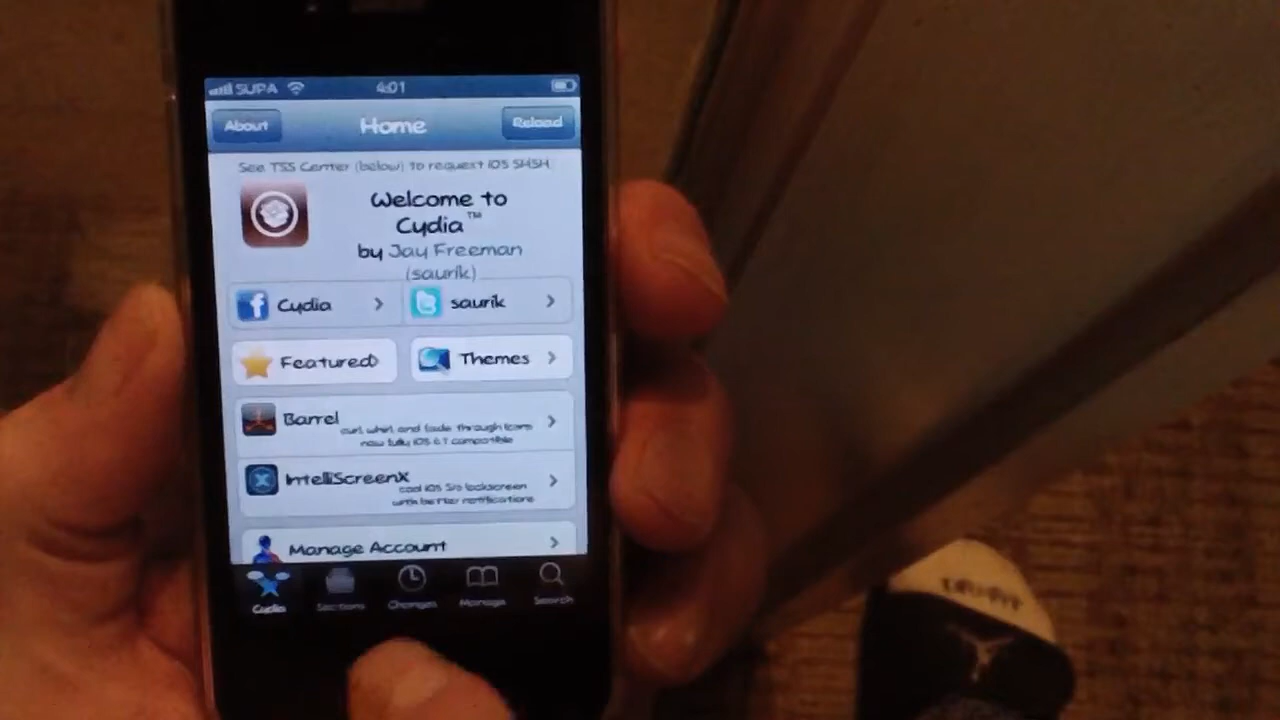 SUPA 4:01
About Home Reload
See TSS Center (below) to request iOS SHSH
Welcome to
Cydia™
by Jay Freeman
(saurik)
Cydia saurik
Featured Themes
Barrel
curl, whirl, and fade through icons
now fully iOS 6.1 compatible
IntelliScreenX
cool iOS 5/6 lockscreen
with better notifications
Manage Account
Cydia Sections Changes Manage Search
DRI-FIT